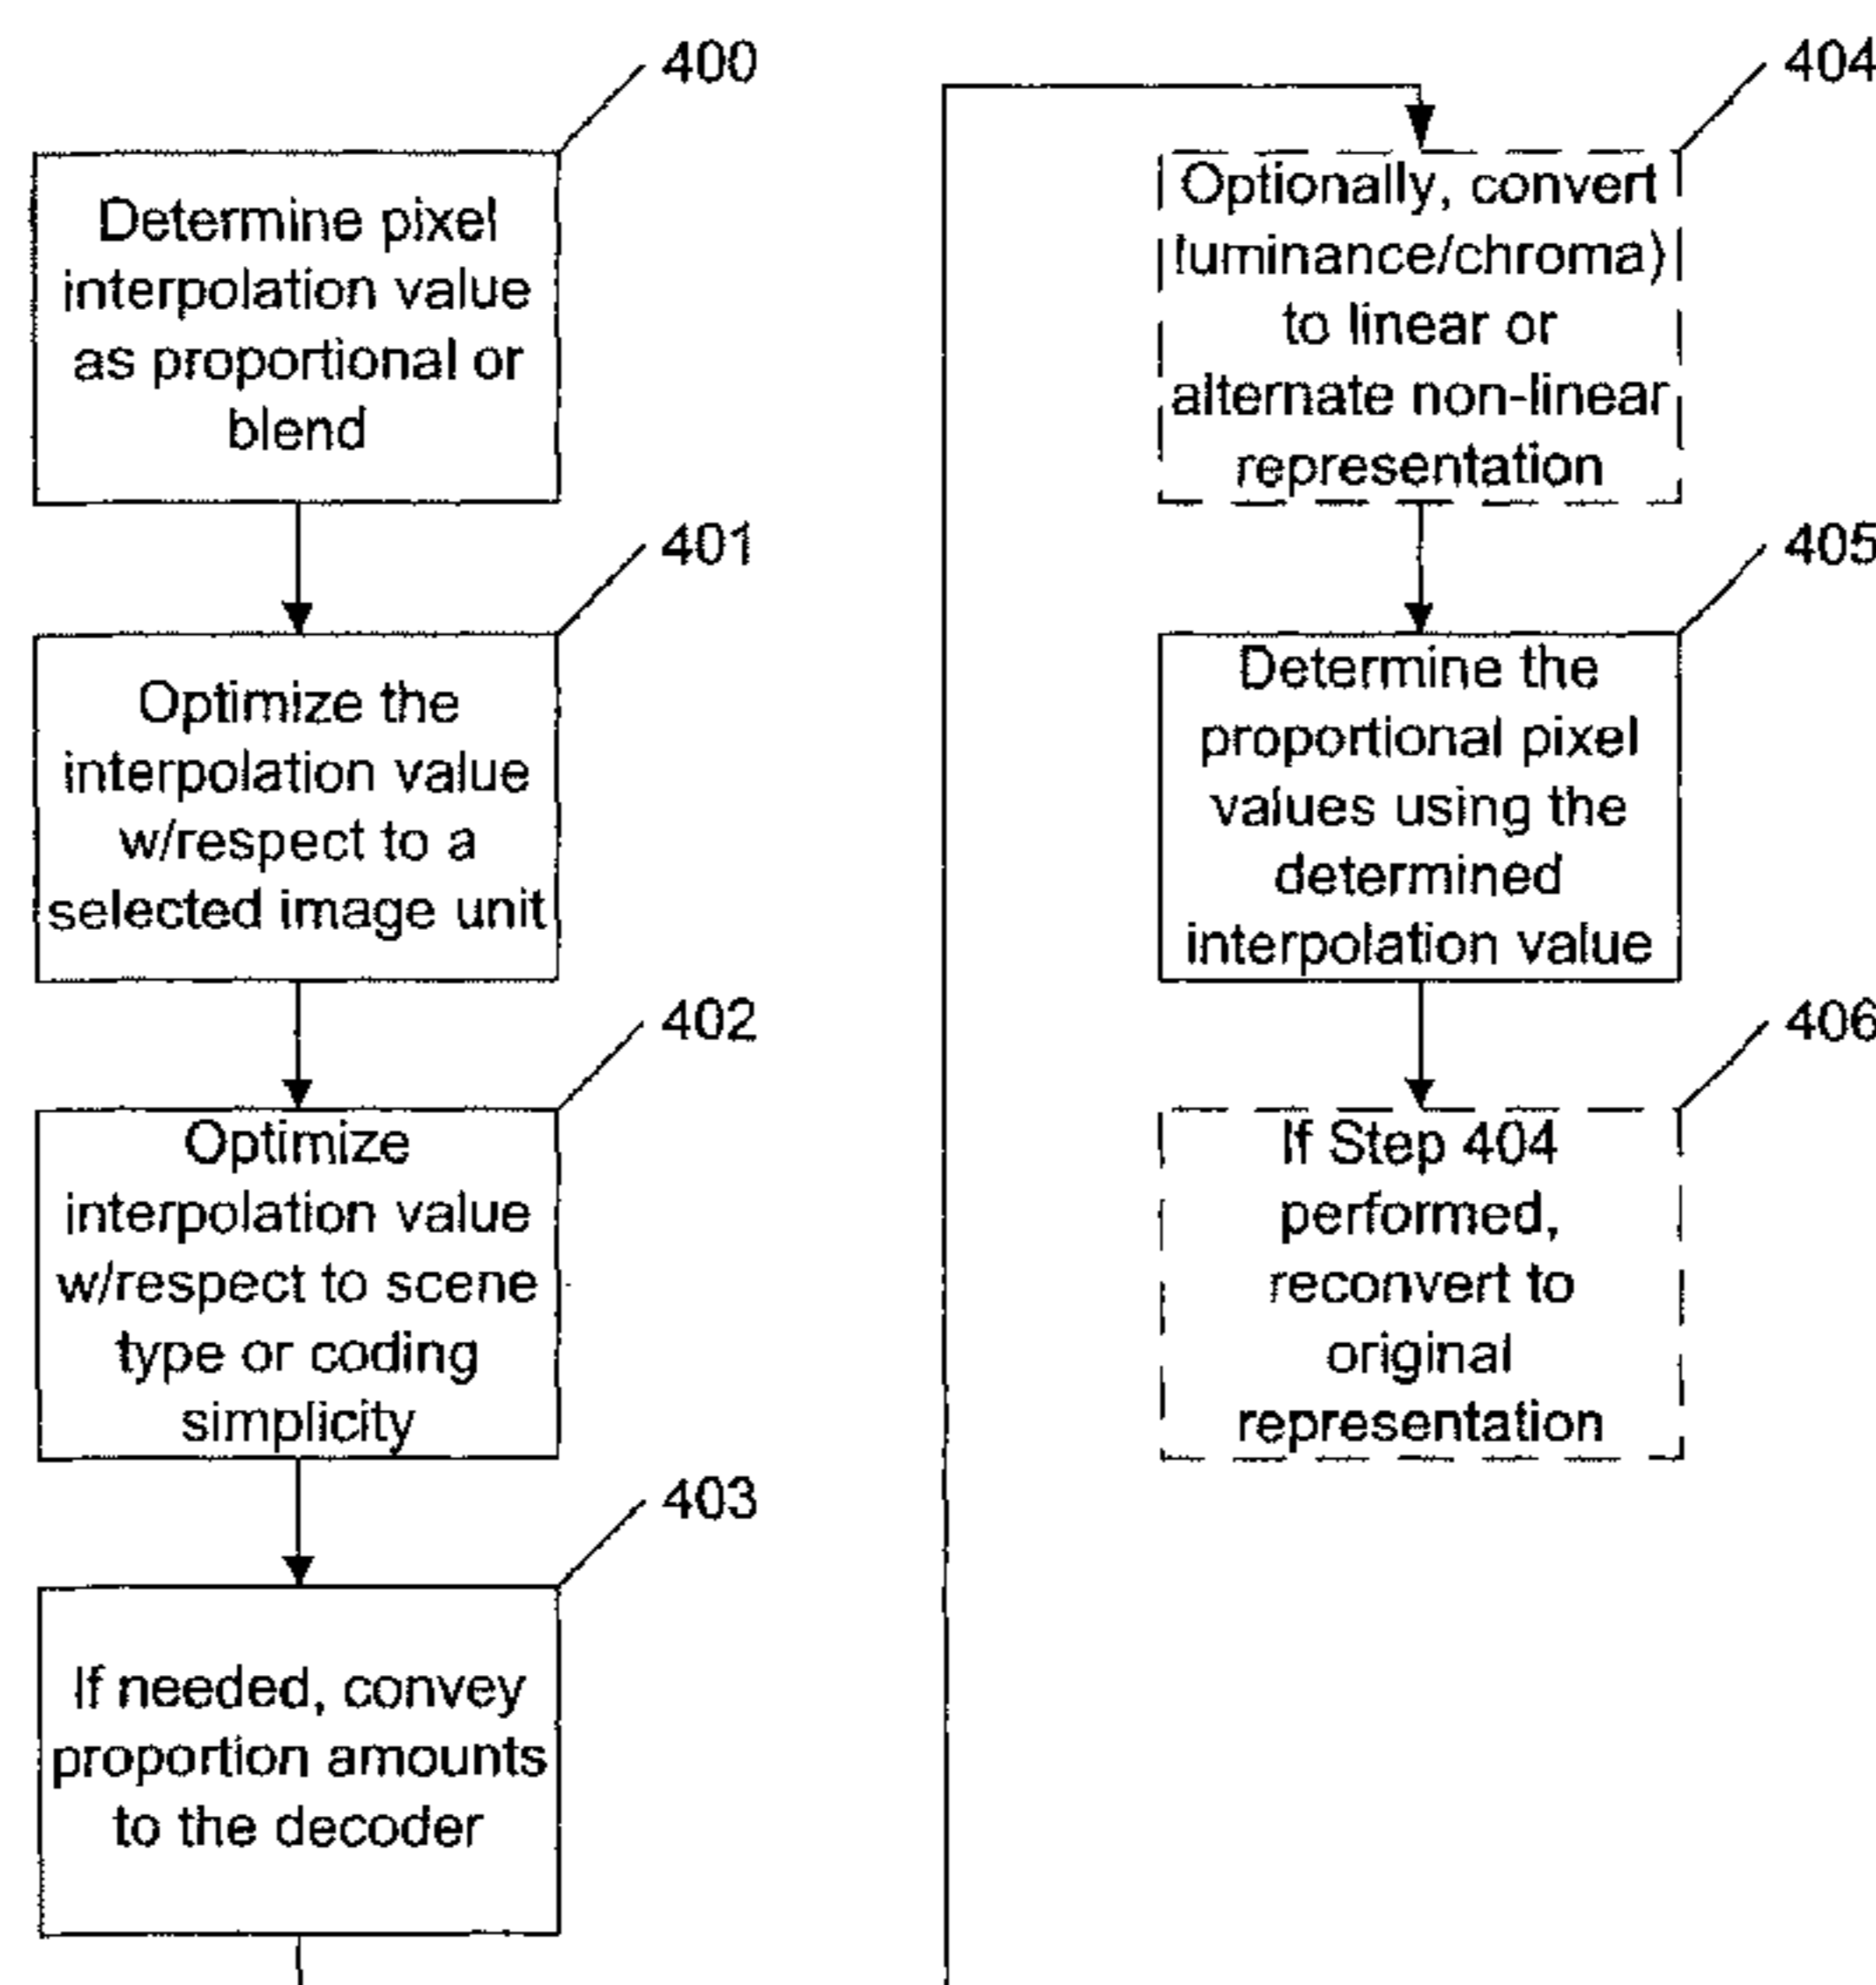 400
Determine pixel
interpolation value
as proportional or
blend
401
Optimize the
interpolation value
w/respect to a
selected image unit
402
Optimize
interpolation value
w/respect to scene
type or coding
simplicity
403
If needed, convey
proportion amounts
to the decoder
404
Optionally, convert
luminance/chroma)
to linear or
alternate non-linear
representation
405
Determine the
proportional pixel
values using the
determined
interpolation value
406
If Step 404
performed,
reconvert to
original
representation